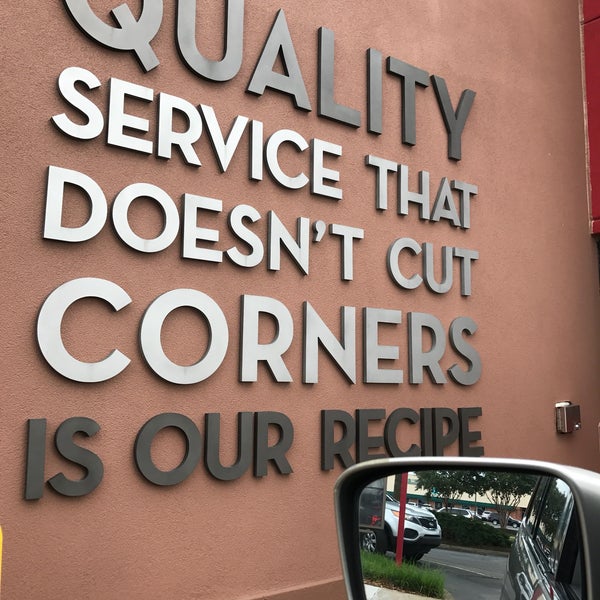 QUALITY
SERVICE THAT
DOESN'T CUT
CORNERS
IS OUR RECIPE